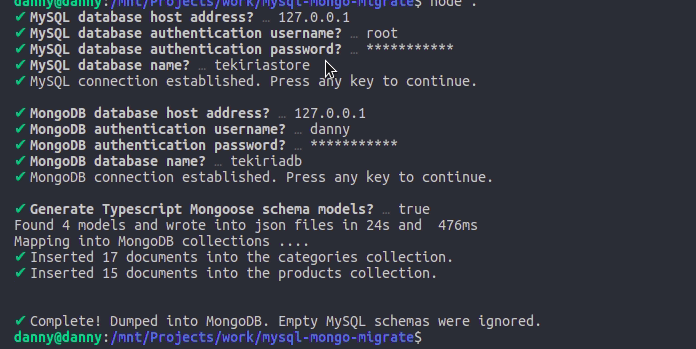 danny@danny:/mnt/Projects/work/Mysql-Mongo-Migrate$ node .
✔ MySQL database host address? … 127.0.0.1
✔ MySQL database authentication username? … root
✔ MySQL database authentication password? … ***********
✔ MySQL database name? … tekiriastore
✔ MySQL connection established. Press any key to continue.
✔ MongoDB database host address? … 127.0.0.1
✔ MongoDB authentication username? … danny
✔ MongoDB authentication password? … ***********
✔ MongoDB database name? … tekiriadb
✔ MongoDB connection established. Press any key to continue.
✔ Generate Typescript Mongoose schema models? … true
Found 4 models and wrote into json files in 24s and  476ms
Mapping into MongoDB collections ....
✔ Inserted 17 documents into the categories collection.
✔ Inserted 15 documents into the products collection.
✔ Complete! Dumped into MongoDB. Empty MySQL schemas were ignored.
danny@danny:/mnt/Projects/work/mysql-mongo-migrate$